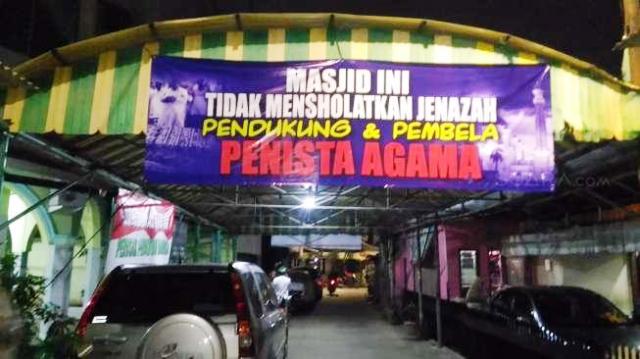 MASJID INI
TIDAK MENSHOLATKAN JENAZAH
PENDUKUNG & PEMBELA
PENISTA AGAMA